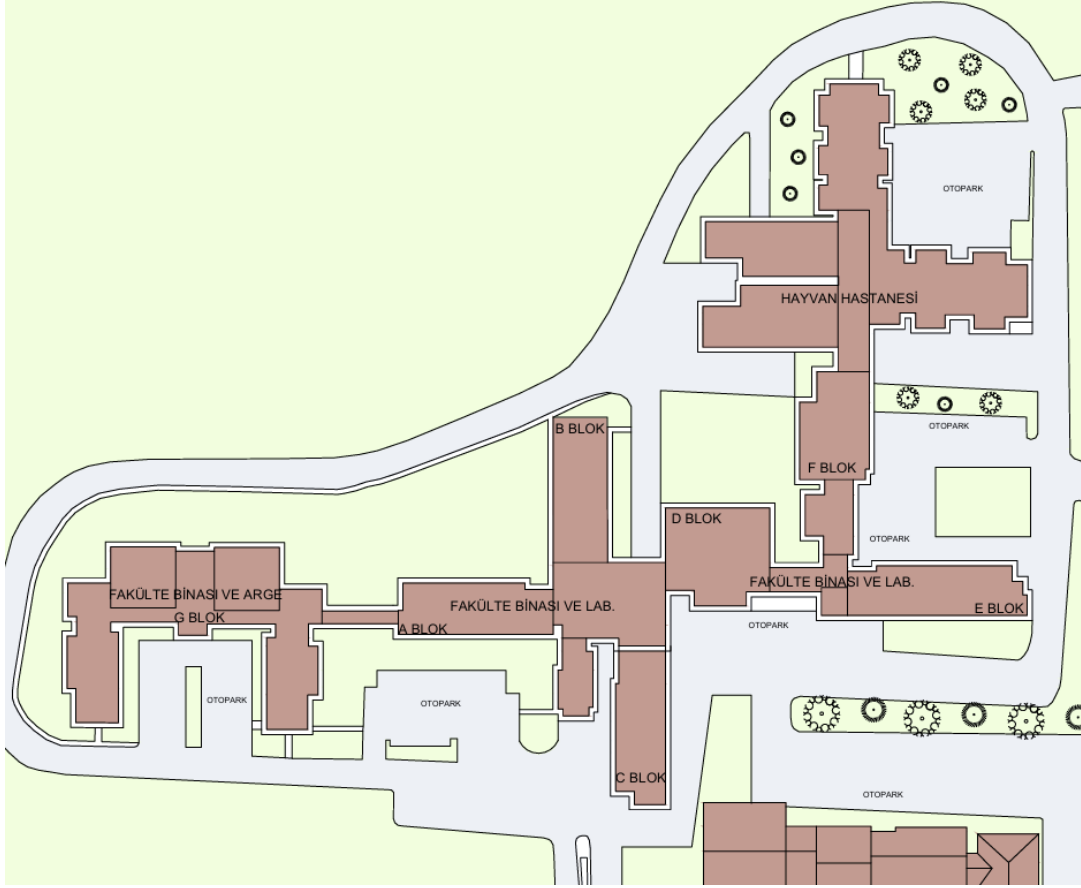 OTOPARK
HAYVAN HASTANESİ
OTOPARK
B BLOK
F BLOK
D BLOK
OTOPARK
FAKÜLTE BİNASI VE LAB.
FAKÜLTE BİNASI VE ARGE
FAKÜLTE BİNASI VE LAB.
E BLOK
G BLOK
A BLOK
OTOPARK
OTOPARK
OTOPARK
C BLOK
OTOPARK